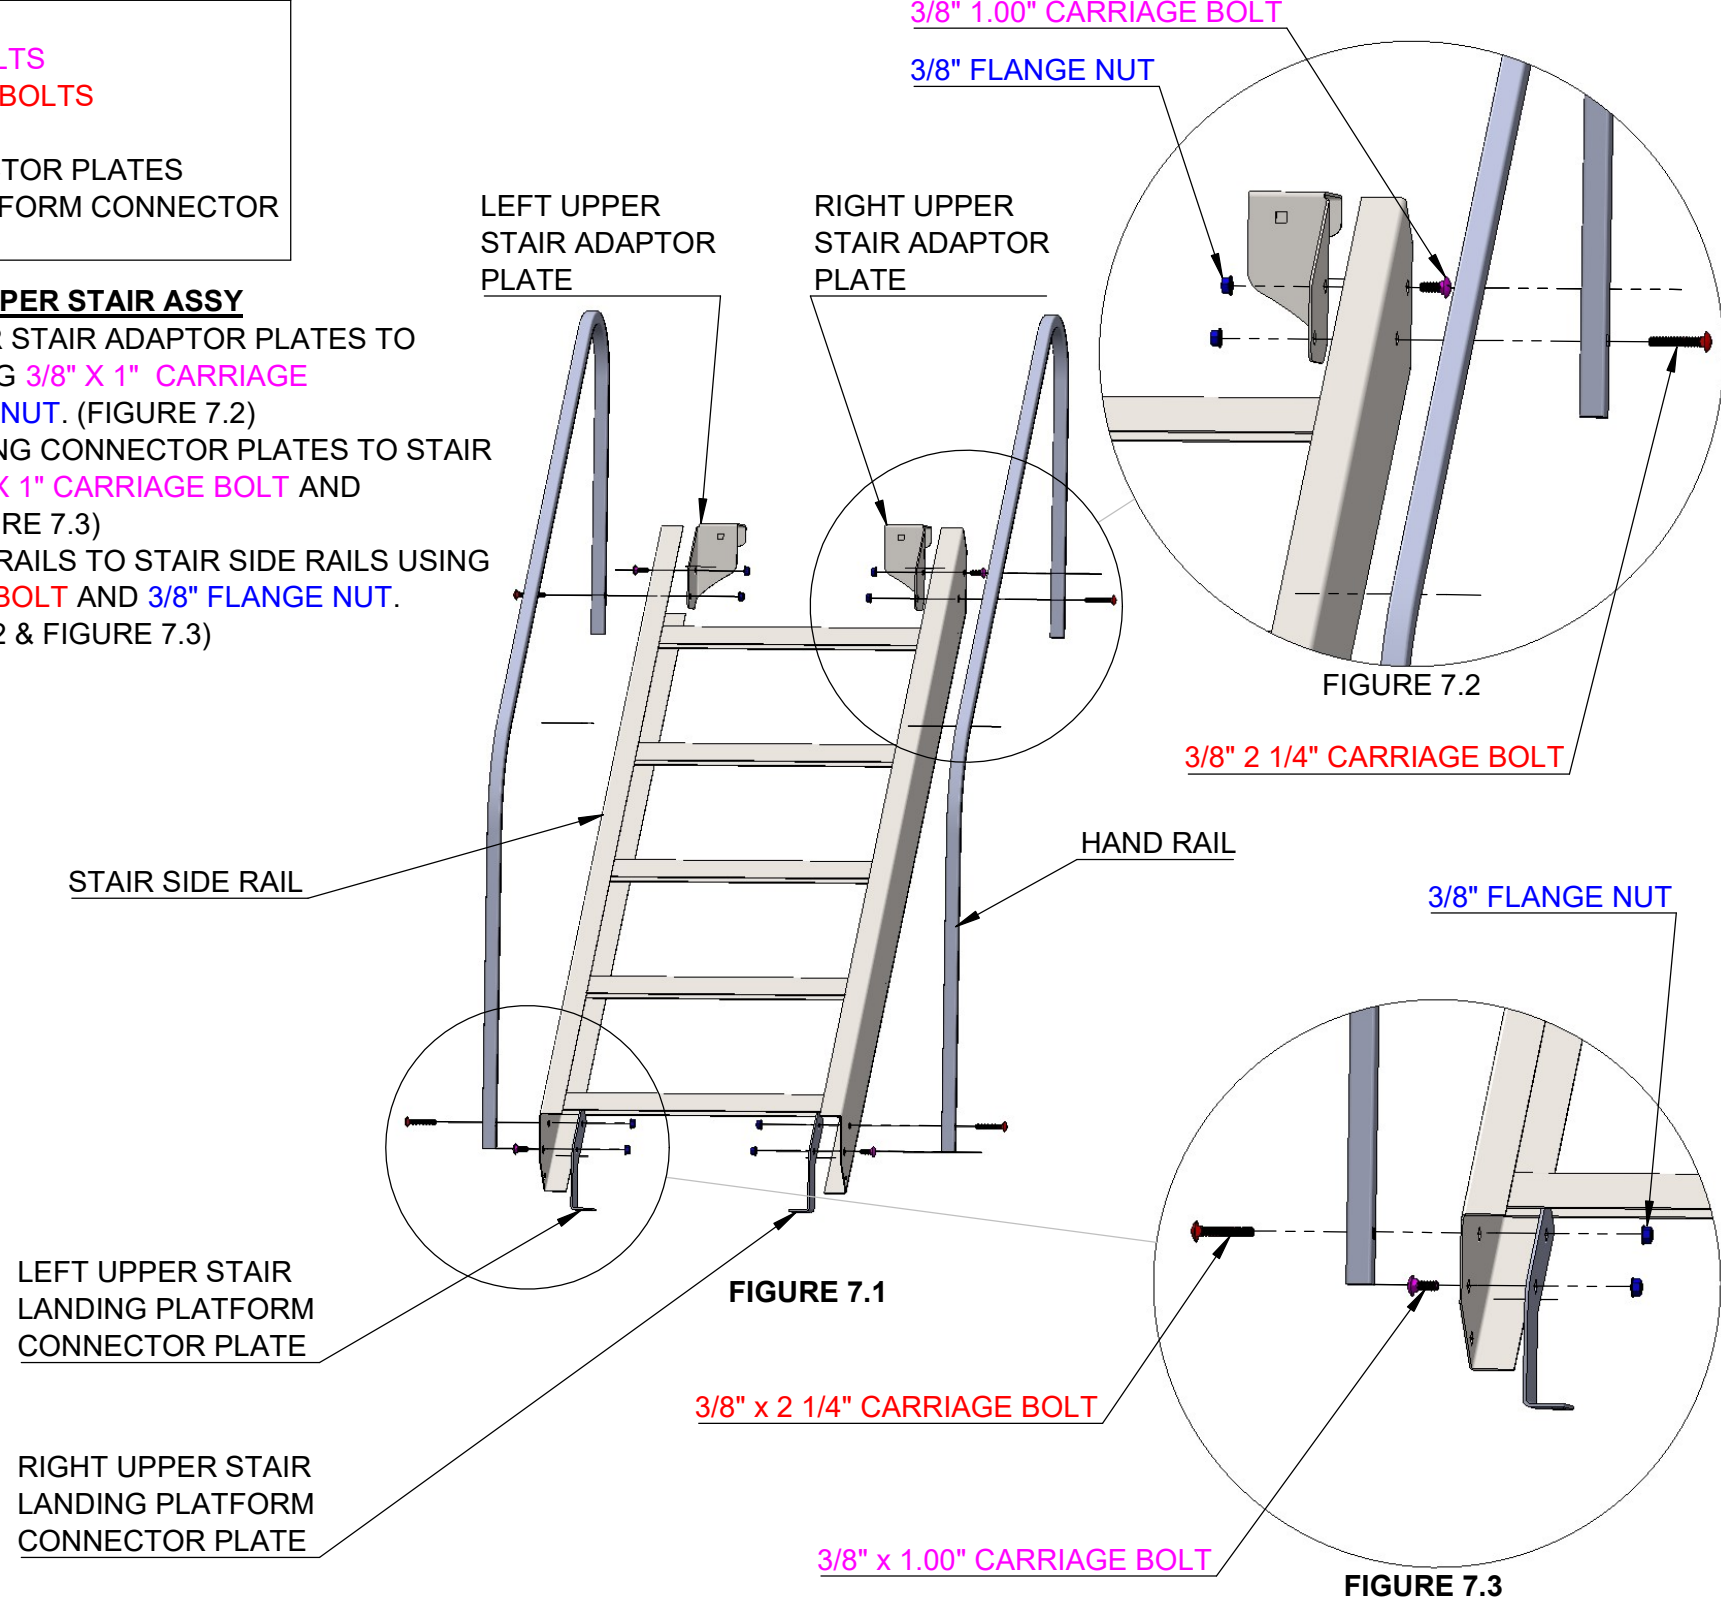 LTS
BOLTS
TOR PLATES
FORM CONNECTOR
PER STAIR ASSY
R STAIR ADAPTOR PLATES TO
G 3/8" X 1" CARRIAGE
NUT. (FIGURE 7.2)
NG CONNECTOR PLATES TO STAIR
X 1" CARRIAGE BOLT AND
RE 7.3)
RAILS TO STAIR SIDE RAILS USING
BOLT AND 3/8" FLANGE NUT.
2 & FIGURE 7.3)
LEFT UPPER
STAIR ADAPTOR
PLATE
RIGHT UPPER
STAIR ADAPTOR
PLATE
3/8" 1.00" CARRIAGE BOLT
3/8" FLANGE NUT
FIGURE 7.2
3/8" 2 1/4" CARRIAGE BOLT
STAIR SIDE RAIL
HAND RAIL
3/8" FLANGE NUT
LEFT UPPER STAIR
LANDING PLATFORM
CONNECTOR PLATE
FIGURE 7.1
RIGHT UPPER STAIR
LANDING PLATFORM
CONNECTOR PLATE
3/8" x 2 1/4" CARRIAGE BOLT
3/8" x 1.00" CARRIAGE BOLT
FIGURE 7.3